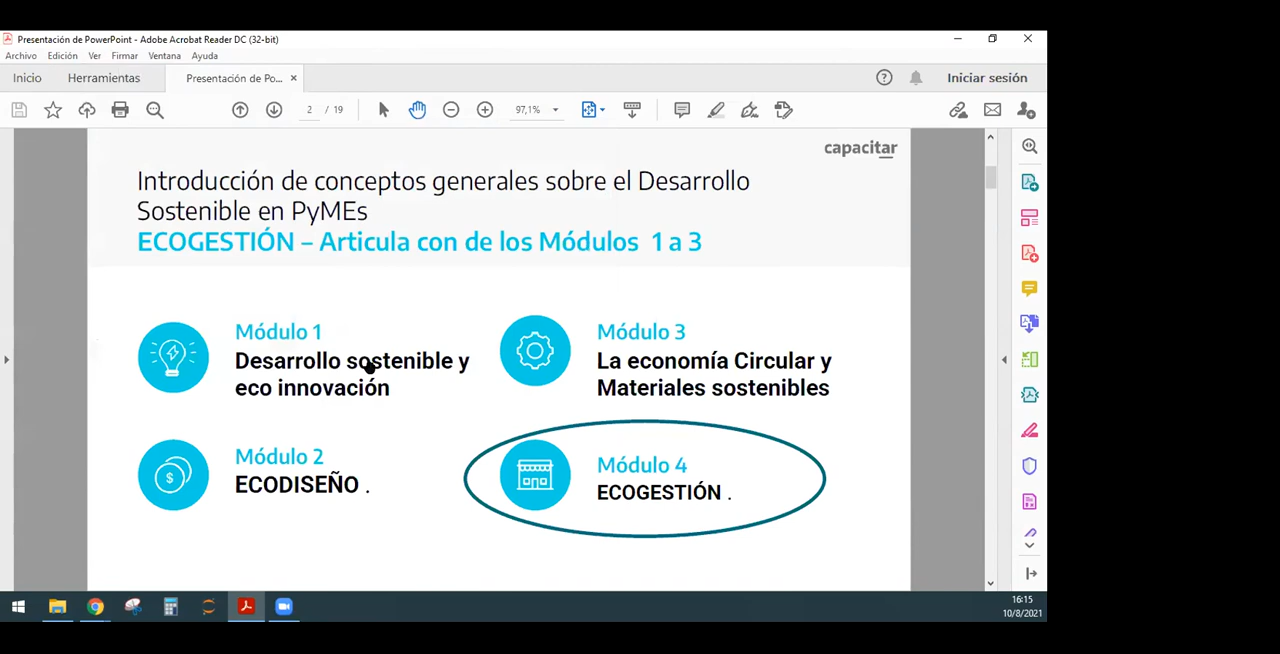 Presentación de PowerPoint - Adobe Acrobat Reader DC (32-bit)
Archivo Edición Ver Firmar Ventana Ayuda
Inicio Herramientas Presentación de Po... × Iniciar sesión
2 / 19 97,1%
capacitar
Introducción de conceptos generales sobre el Desarrollo
Sostenible en PyMEs
ECOGESTIÓN – Articula con de los Módulos 1 a 3
Módulo 1
Desarrollo sostenible y
eco innovación
Módulo 2
ECODISEÑO .
Módulo 3
La economía Circular y
Materiales sostenibles
Módulo 4
ECOGESTIÓN .
16:15
10/8/2021